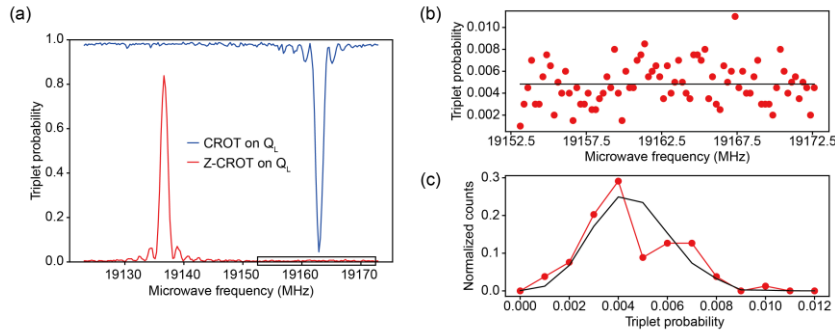 (a)
Triplet probability
1.0
0.8
0.6
0.4
0.2
0.0
CROT on QL
Z-CROT on QL
19130 19140 19150 19160 19170
Microwave frequency (MHz)
(b)
Triplet probability
0.010
0.008
0.006
0.004
0.002
19152.5 19157.5 19162.5 19167.5 19172.5
Microwave frequency (MHz)
(c)
Normalized counts
0.3
0.2
0.1
0.0
0.000 0.002 0.004 0.006 0.008 0.010 0.012
Triplet probability